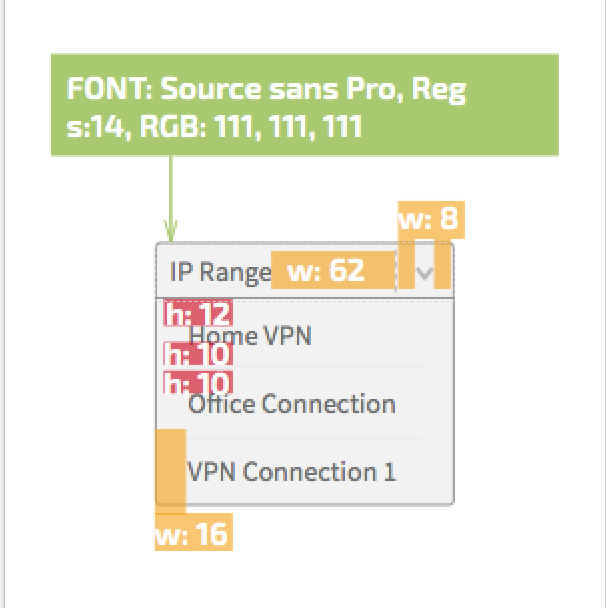 FONT: Source sans Pro, Reg
s:14, RGB: 111, 111, 111
w: 8
IP Range
w: 62
h: 12
Home VPN
h: 10
h: 10
Office Connection
VPN Connection 1
w: 16